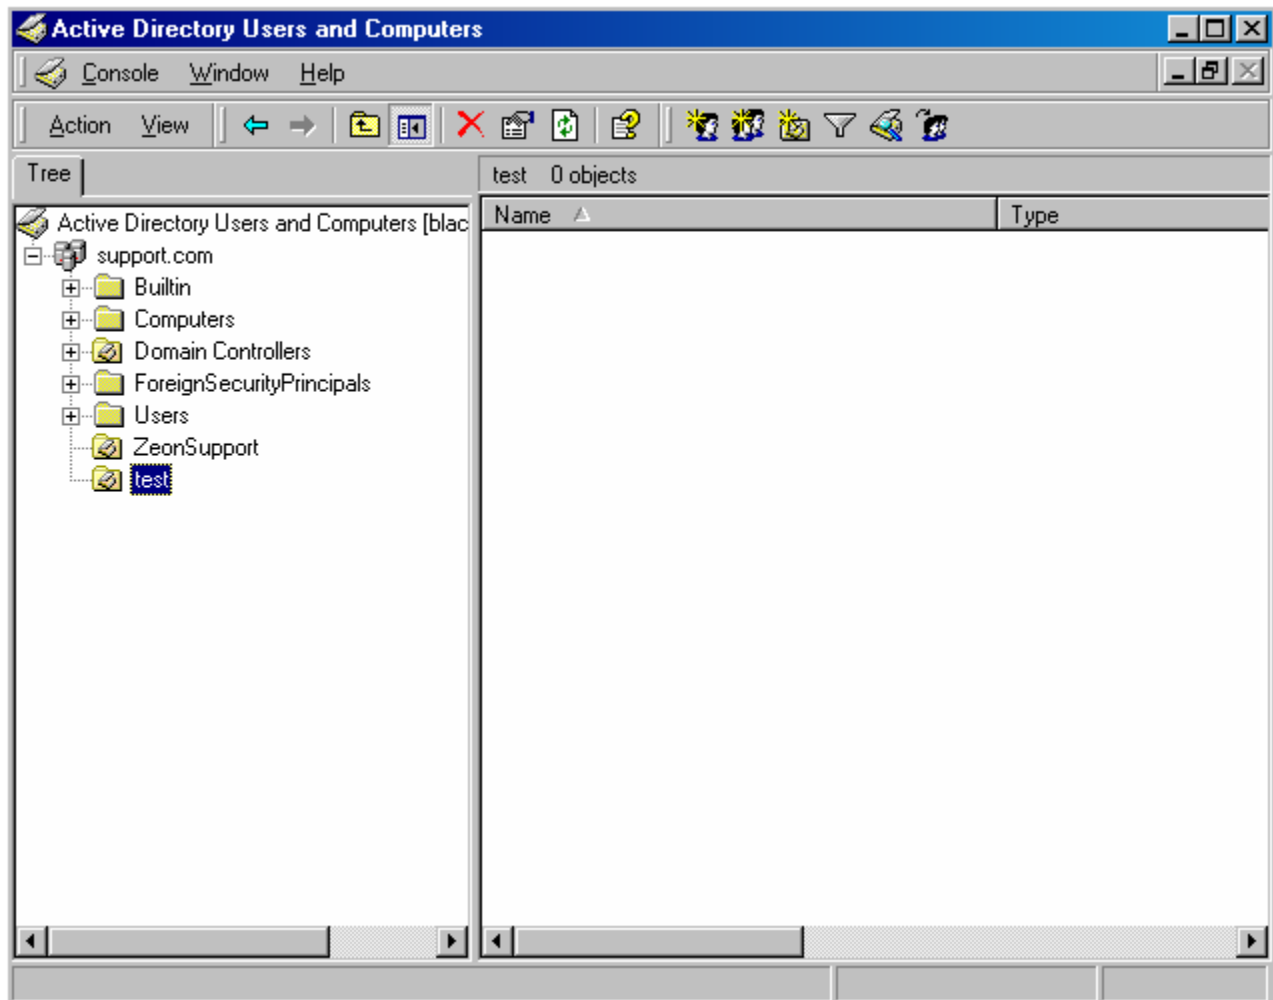 Active Directory Users and Computers
Console Window Help
Action View
Tree
test 0 objects
Active Directory Users and Computers [blac
Name Type
support.com
Builtin
Computers
Domain Controllers
ForeignSecurityPrincipals
Users
ZeonSupport
test